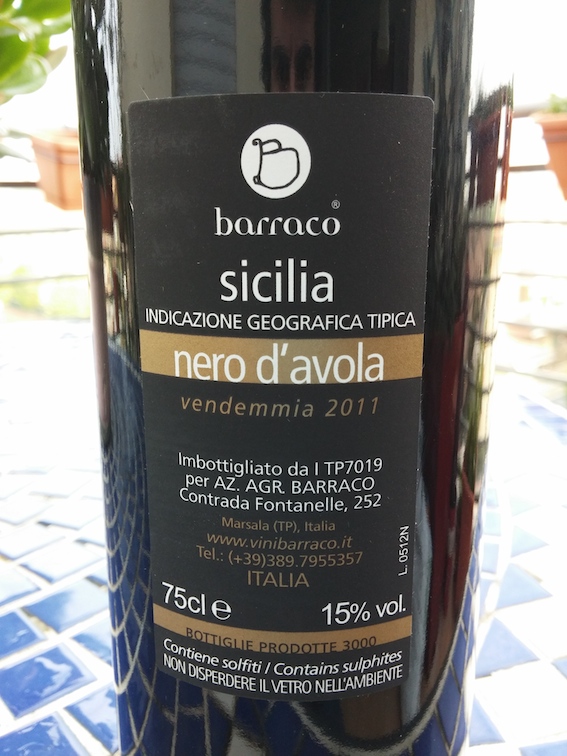 barraco®
sicilia
INDICAZIONE GEOGRAFICA TIPICA
nero d'avola
vendemmia 2011
Imbottigliato da I TP7019
per AZ. AGR. BARRACO
Contrada Fontanelle, 252
Marsala (TP), Italia
www.vinibarraco.it
Tel.: (+39)389.7955357
ITALIA
L. 0512N
75cl e 15% vol.
BOTTIGLIE PRODOTTE 3000
Contiene solfiti / Contains sulphites
NON DISPERDERE IL VETRO NELL'AMBIENTE